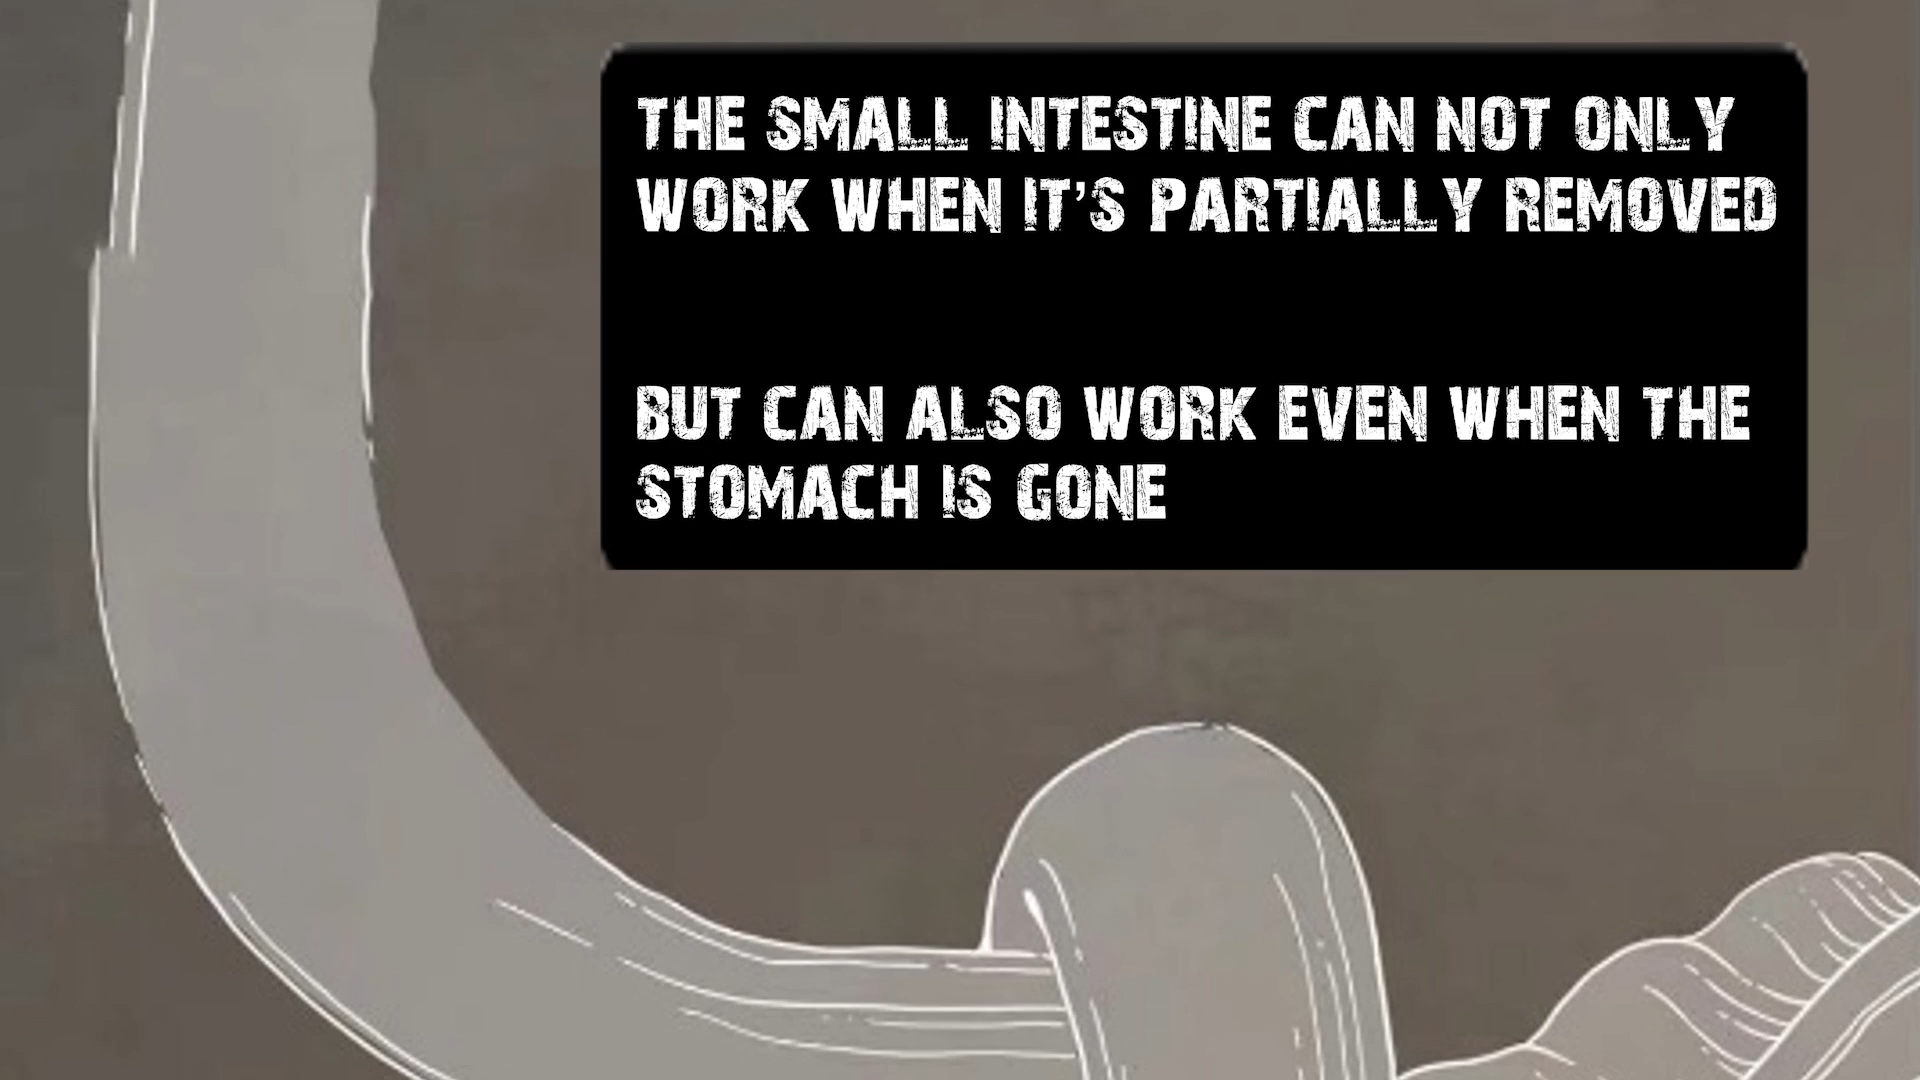 THE SMALL INTESTINE CAN NOT ONLY
WORK WHEN IT'S PARTIALLY REMOVED
BUT CAN ALSO WORK EVEN WHEN THE
STOMACH IS GONE